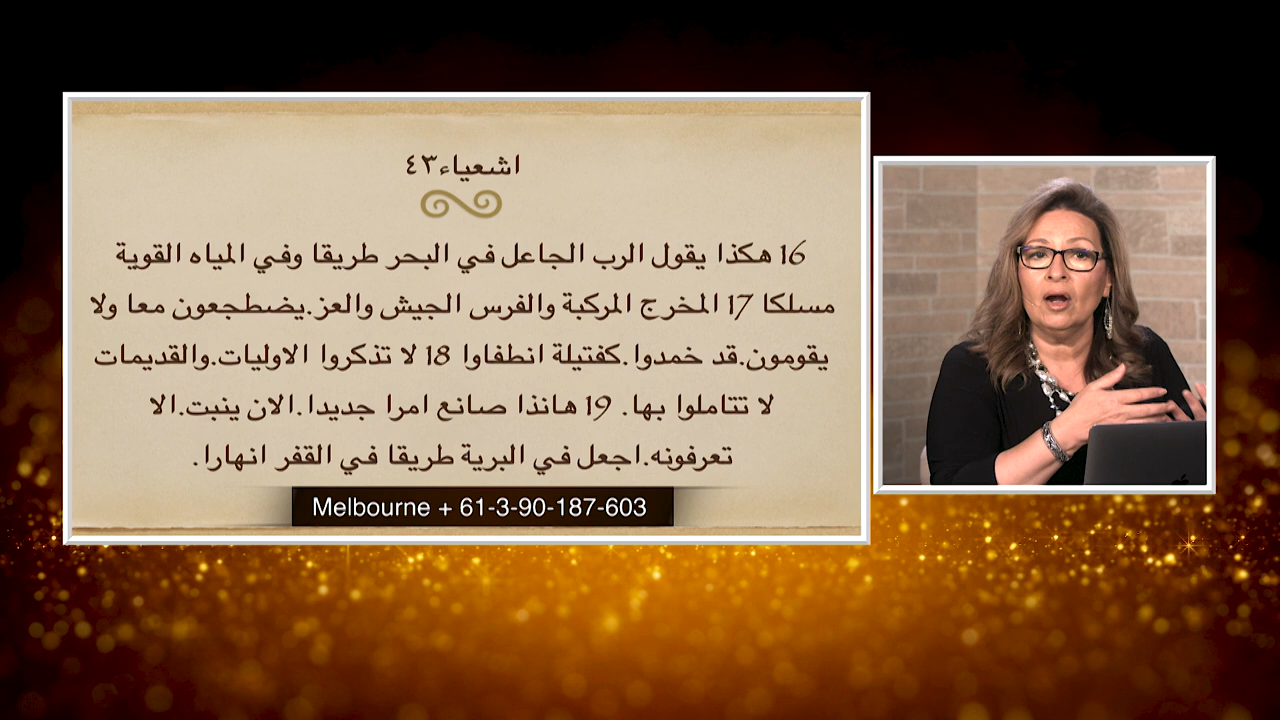 اشعياء٤٣
16 هكذا يقول الرب الجاعل في البحر طريقا وفي المياه القوية
مسلكا 17 المخرج المركبة والفرس الجيش والعز.يضطجعون معا ولا
يقومون.قد خمدوا.كفتيلة انطفاوا 18 لا تذكروا الاوليات.والقديمات
لا تتاملوا بها. 19 هانذا صانع امرا جديدا.الان ينبت.الا
تعرفونه.اجعل في البرية طريقا في القفر انهارا.
Melbourne + 61-3-90-187-603